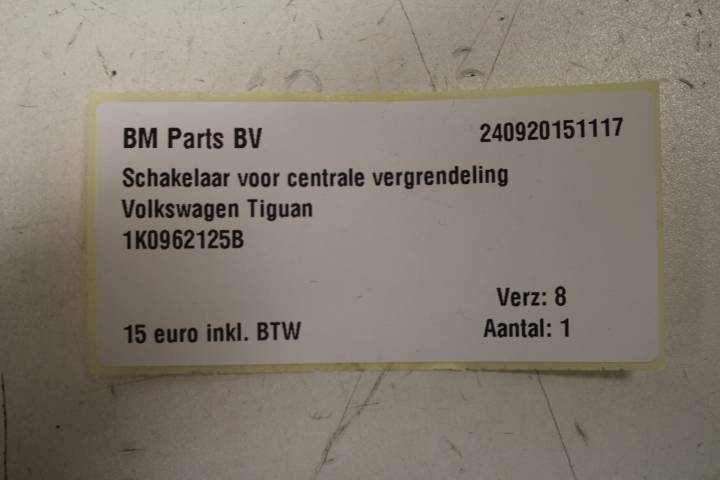 BM Parts BV 240920151117
Schakelaar voor centrale vergrendeling
Volkswagen Tiguan
1K0962125B
Verz: 8
15 euro inkl. BTW Aantal: 1